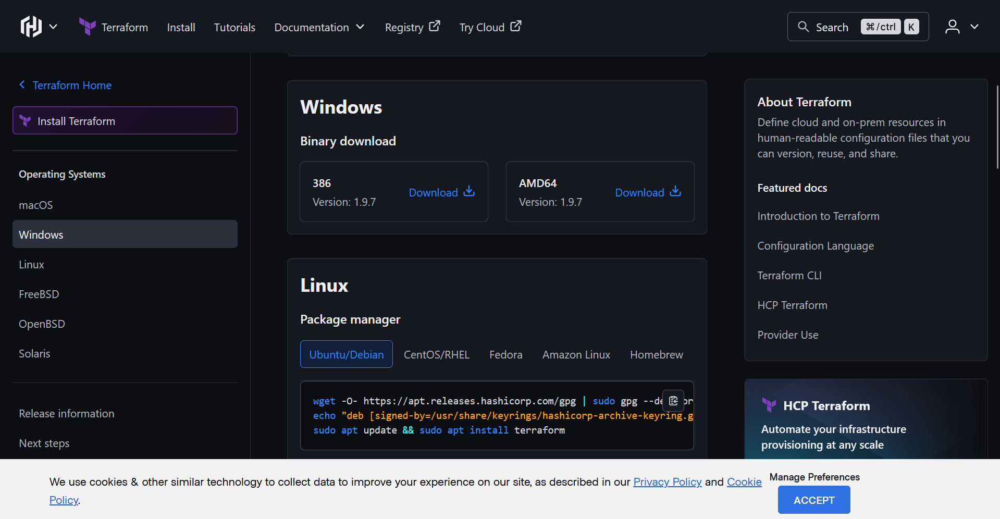 Terraform
Install
Tutorials
Documentation
Registry
Try Cloud
Search
⌘/ctrl
K
Terraform Home
Install Terraform
Operating Systems
macOS
Windows
Linux
FreeBSD
OpenBSD
Solaris
Release information
Next steps
Windows
Binary download
386
Version: 1.9.7
Download
AMD64
Version: 1.9.7
Download
Linux
Package manager
Ubuntu/Debian
CentOS/RHEL
Fedora
Amazon Linux
Homebrew
wget -O- https://apt.releases.hashicorp.com/gpg | sudo gpg
echo "deb [signed-by=/usr/share/keyrings/hashicorp-archive-keyring.g
sudo apt update && sudo apt install terraform
About Terraform
Define cloud and on-prem resources in
human-readable configuration files that you
can version, reuse, and share.
Featured docs
Introduction to Terraform
Configuration Language
Terraform CLI
HCP Terraform
Provider Use
HCP Terraform
Automate your infrastructure
provisioning at any scale
We use cookies & other similar technology to collect data to improve your experience on our site, as described in our Privacy Policy and Cookie
Policy.
Manage Preferences
ACCEPT